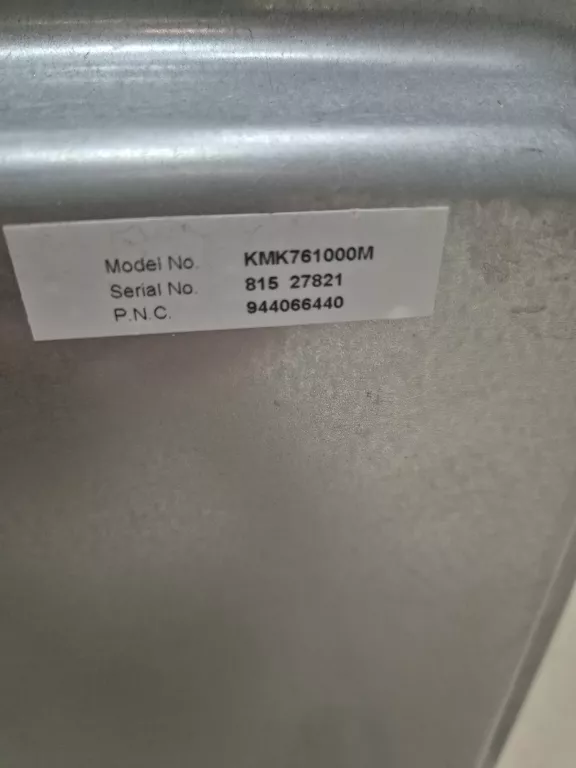 Model No. KMK761000M
Serial No. 815 27821
P.N.C. 944066440